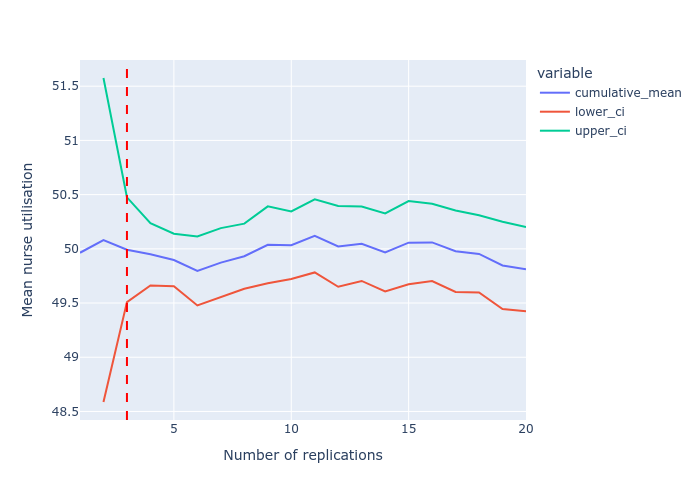 51.5
51
50.5
50
49.5
49
48.5
5
10
15
20
Number of replications
Mean nurse utilisation
variable
cumulative_mean
lower_ci
upper_ci